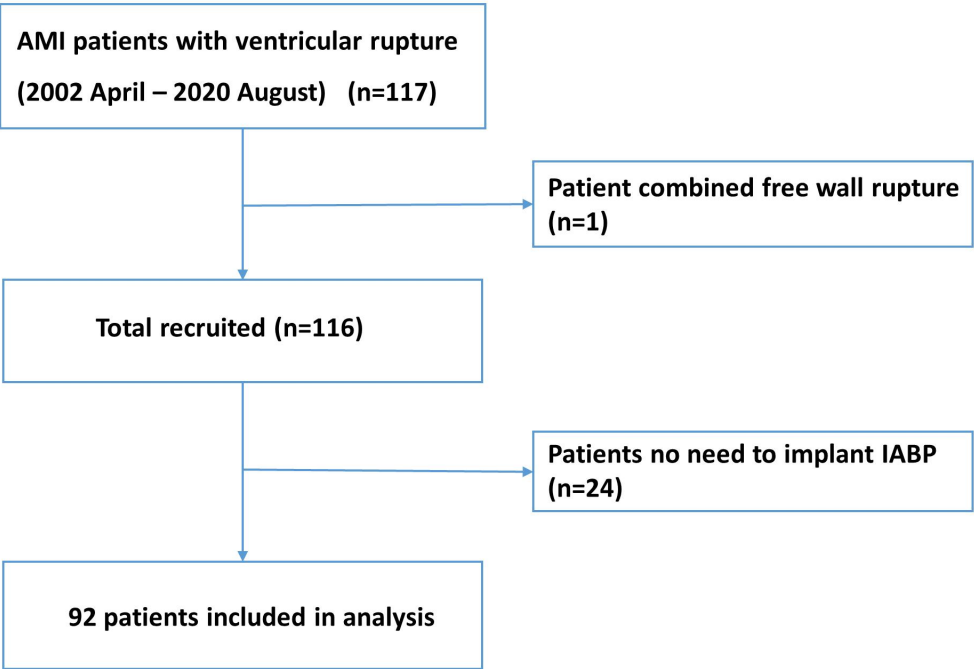 AMI patients with ventricular rupture
(2002 April – 2020 August) (n=117)
Patient combined free wall rupture
(n=1)
Total recruited (n=116)
Patients no need to implant IABP
(n=24)
92 patients included in analysis